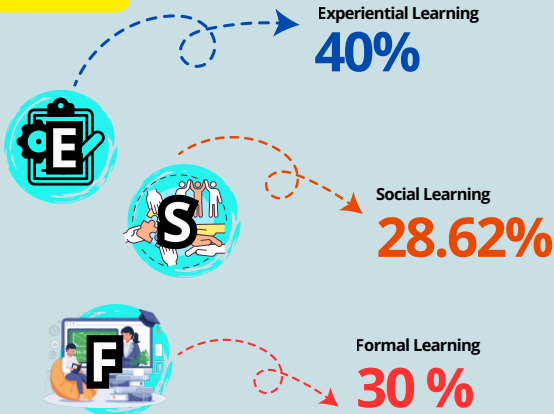 Experiential Learning
40%
E
Social Learning
28.62%
S
Formal Learning
30 %
F